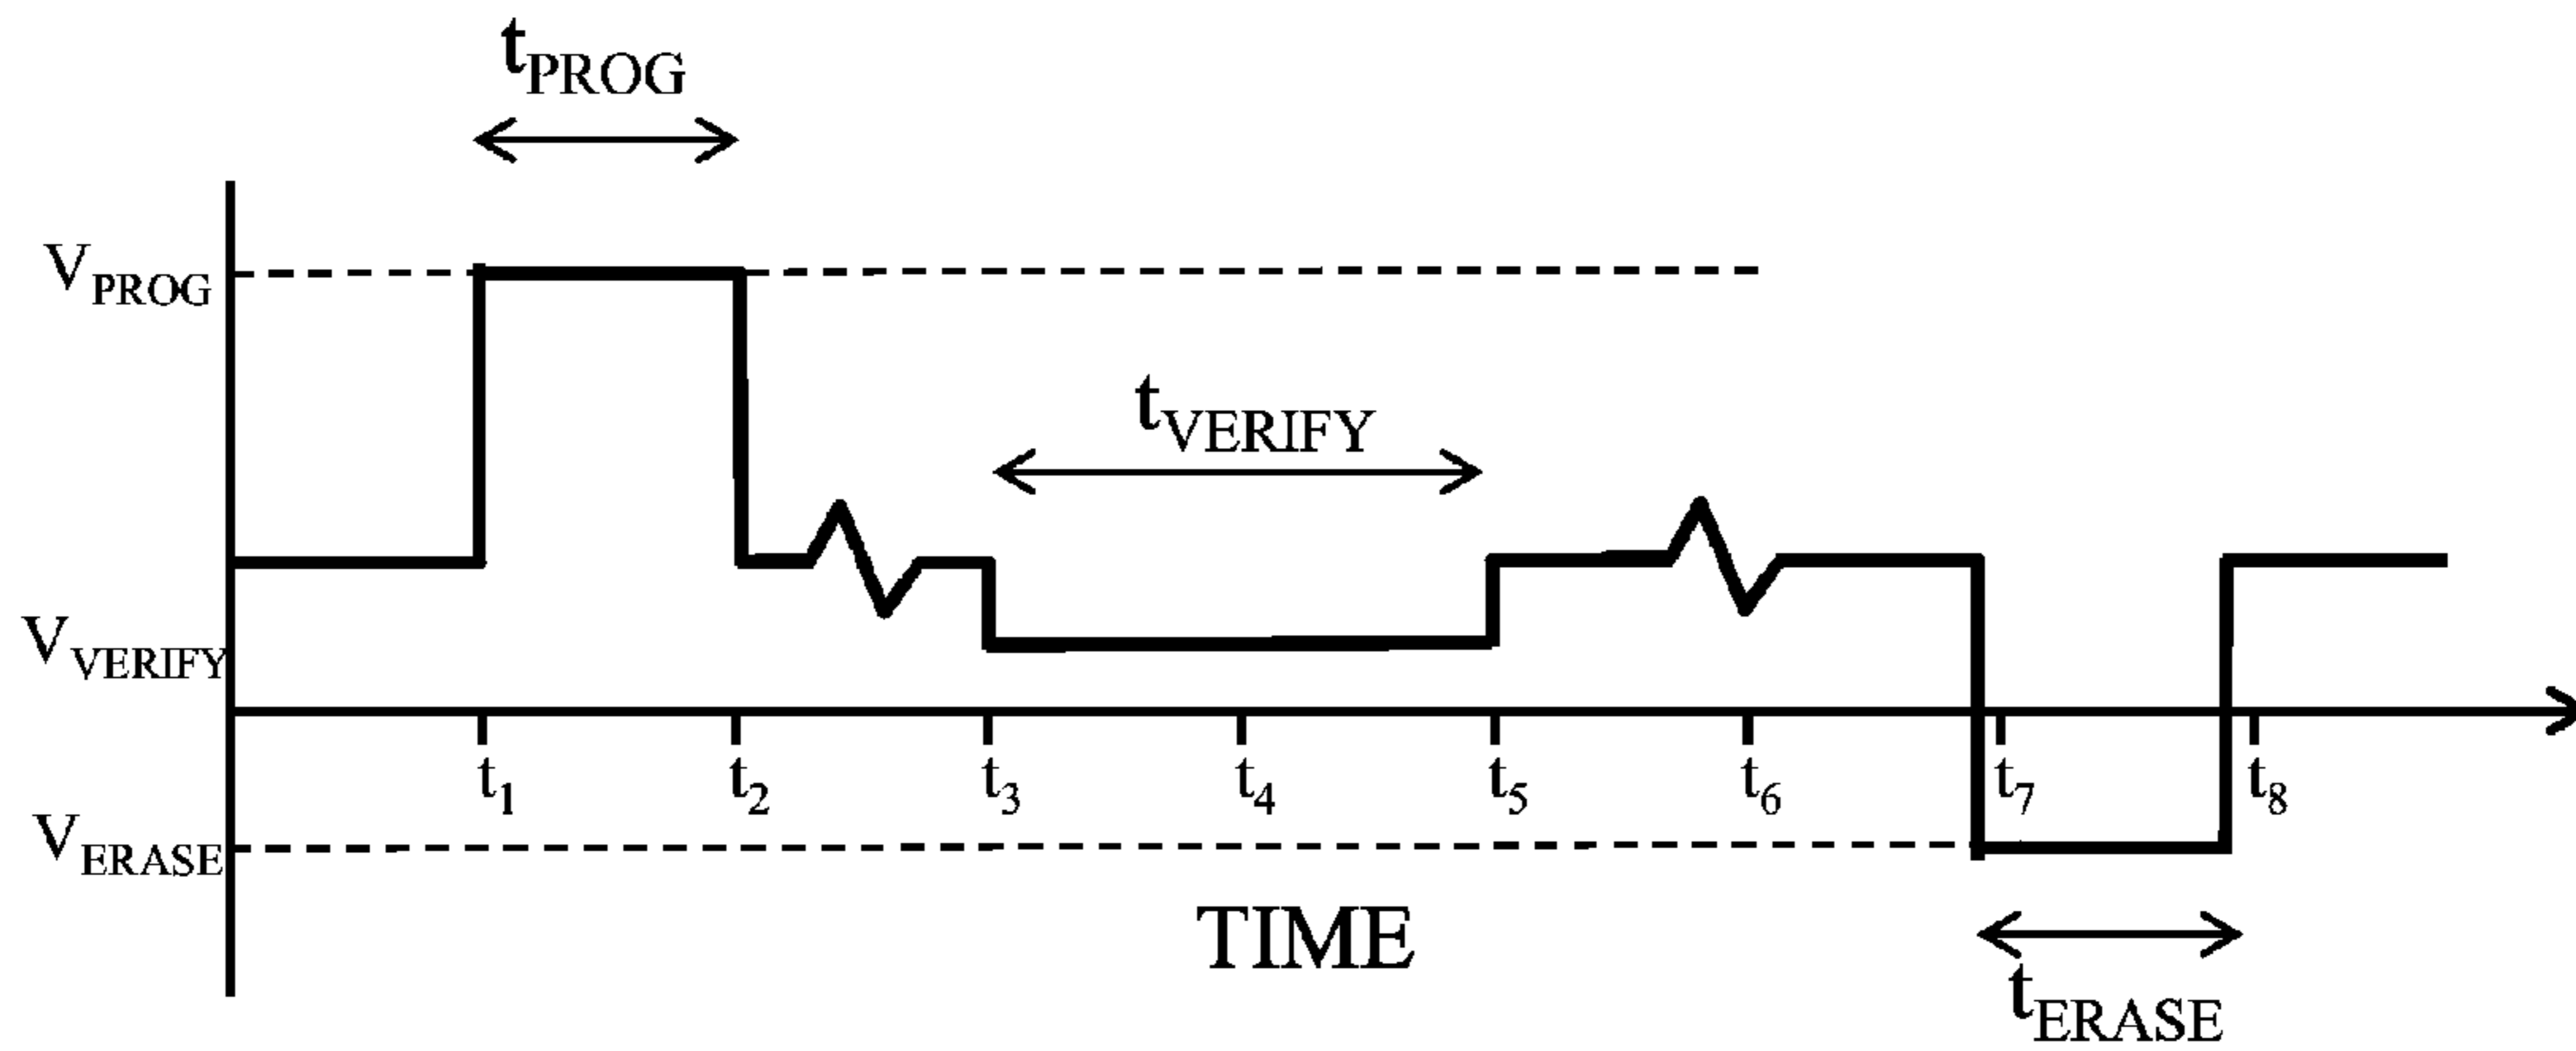 tPROG
VPROG
tVERIFY
VVERIFY
t1 t2 t3 t4 t5 t6 t7 t8
VERASE
TIME
tERASE